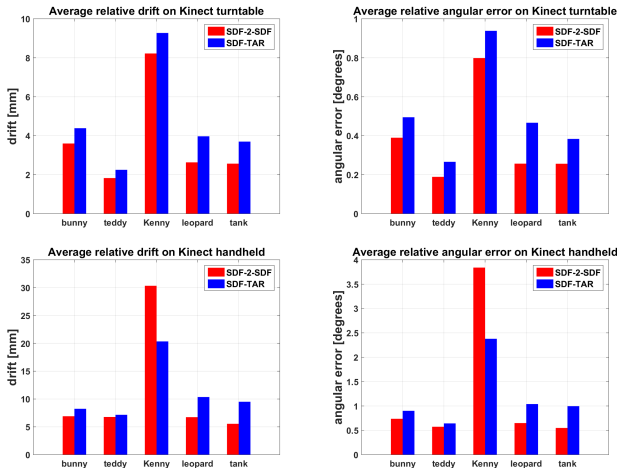 Average relative drift on Kinect turntable
drift [mm]
10
8
6
4
2
0
bunny teddy Kenny leopard tank
SDF-2-SDF
SDF-TAR
Average relative angular error on Kinect turntable
angular error [degrees]
1
0.8
0.6
0.4
0.2
0
bunny teddy Kenny leopard tank
SDF-2-SDF
SDF-TAR
Average relative drift on Kinect handheld
drift [mm]
35
30
25
20
15
10
5
0
bunny teddy Kenny leopard tank
SDF-2-SDF
SDF-TAR
Average relative angular error on Kinect handheld
angular error [degrees]
4
3.5
3
2.5
2
1.5
1
0.5
0
bunny teddy Kenny leopard tank
SDF-2-SDF
SDF-TAR